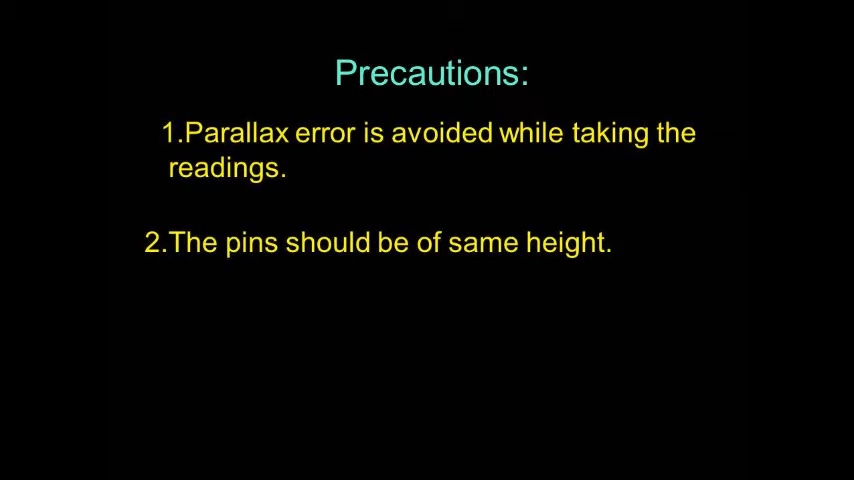 Precautions:
1.Parallax error is avoided while taking the
readings.
2.The pins should be of same height.